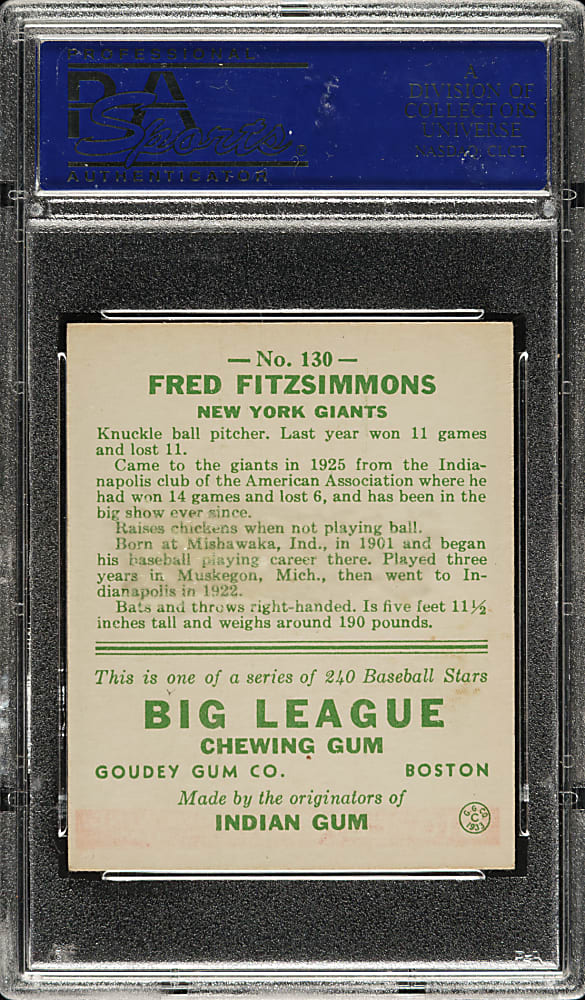 PROFESSIONAL
PSA
Sports
®
AUTHENTICATOR
A
DIVISION OF
COLLECTORS
UNIVERSE
NASDAQ: CLCT
— No. 130 —
FRED FITZSIMMONS
NEW YORK GIANTS
Knuckle ball pitcher. Last year won 11 games
and lost 11.
Came to the giants in 1925 from the India-
napolis club of the American Association where he
had won 14 games and lost 6, and has been in the
big show ever since.
Raises chickens when not playing ball.
Born at Mishawaka, Ind., in 1901 and began
his baseball playing career there. Played three
years in Muskegon, Mich., then went to In-
dianapolis in 1922.
Bats and throws right-handed. Is five feet 11½
inches tall and weighs around 190 pounds.
This is one of a series of 240 Baseball Stars
BIG LEAGUE
CHEWING GUM
GOUDEY GUM CO. BOSTON
Made by the originators of
INDIAN GUM
G.G.CO.
C
1933
PSA